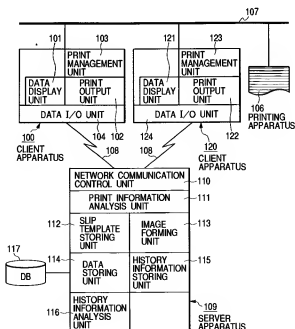 107
101
103
121
123
PRINT MANAGEMENT UNIT
PRINT MANAGEMENT UNIT
DATA DISPLAY UNIT
PRINT OUTPUT UNIT
DATA DISPLAY UNIT
PRINT OUTPUT UNIT
DATA I/O UNIT
DATA I/O UNIT
106
PRINTING APPARATUS
100
CLIENT APPARATUS
104
102
124
122
120
CLIENT APPARATUS
108
108
NETWORK COMMUNICATION CONTROL UNIT
110
PRINT INFORMATION ANALYSIS UNIT
111
112
SLIP TEMPLATE STORING UNIT
IMAGE FORMING UNIT
113
117
DB
114
DATA STORING UNIT
HISTORY INFORMATION STORING UNIT
115
116
HISTORY INFORMATION ANALYSIS UNIT
109
SERVER APPARATUS